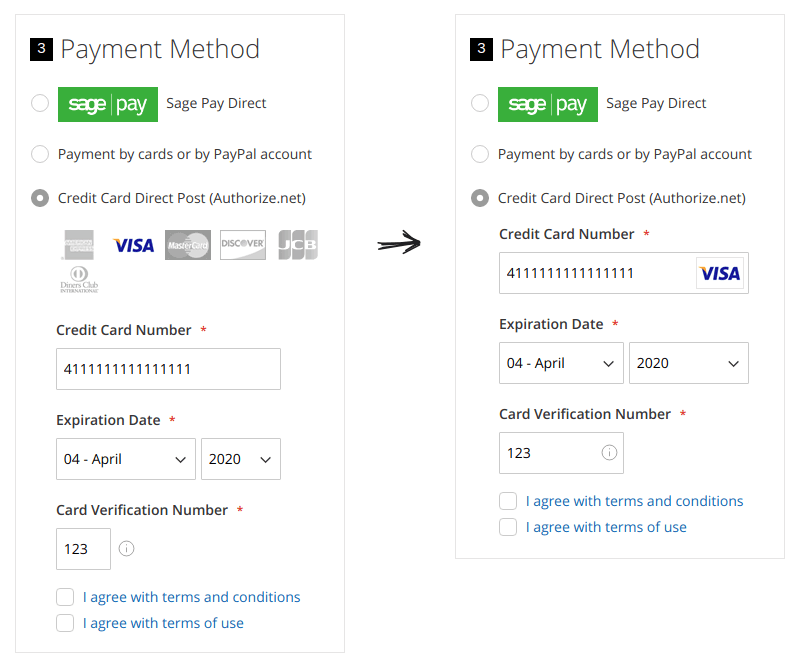 3 Payment Method
sage pay Sage Pay Direct
Payment by cards or by PayPal account
Credit Card Direct Post (Authorize.net)
AMERICAN EXPRESS VISA MasterCard DISCOVER JCB
Diners Club
INTERNATIONAL
Credit Card Number *
4111111111111111
Expiration Date *
04 - April 2020
Card Verification Number *
123
I agree with terms and conditions
I agree with terms of use
3 Payment Method
sage pay Sage Pay Direct
Payment by cards or by PayPal account
Credit Card Direct Post (Authorize.net)
Credit Card Number *
4111111111111111 VISA
Expiration Date *
04 - April 2020
Card Verification Number *
123
I agree with terms and conditions
I agree with terms of use